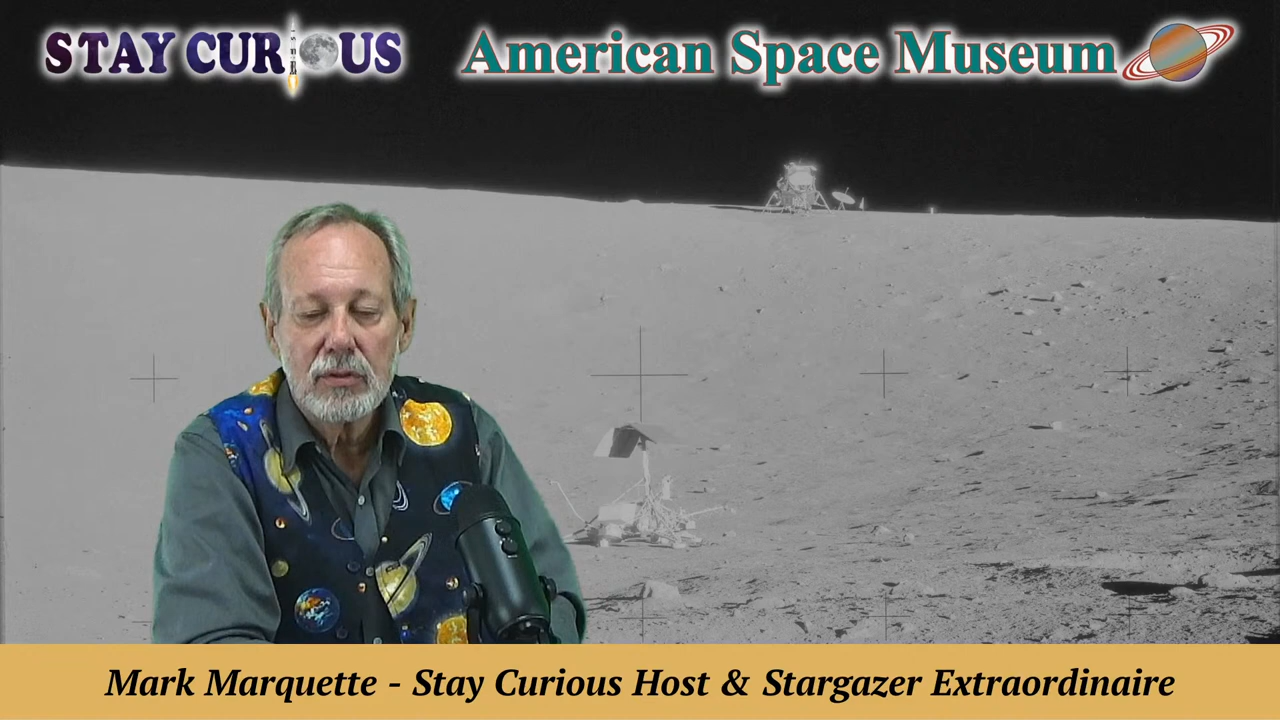 STAY CURIOUS
American Space Museum
Mark Marquette - Stay Curious Host & Stargazer Extraordinaire